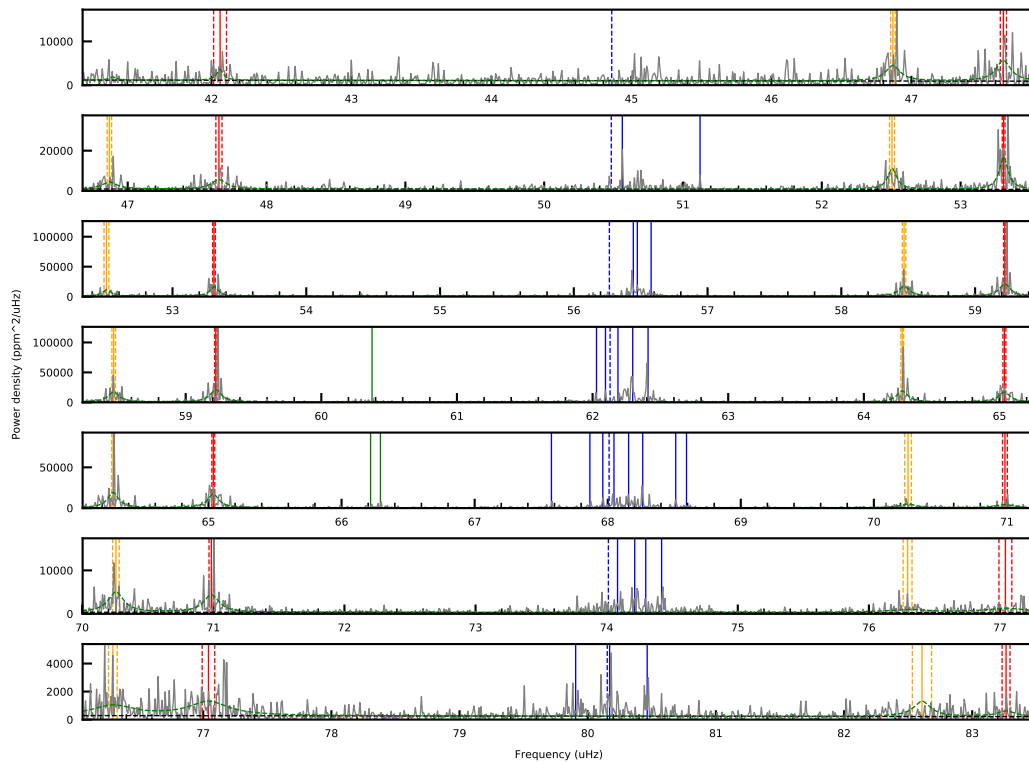 10000
0
42 43 44 45 46 47
20000
0
47 48 49 50 51 52 53
100000
50000
0
53 54 55 56 57 58 59
100000
50000
0
59 60 61 62 63 64 65
Power density (ppm^2/uHz)
50000
0
65 66 67 68 69 70 71
10000
0
70 71 72 73 74 75 76 77
4000
2000
0
77 78 79 80 81 82 83
Frequency (uHz)